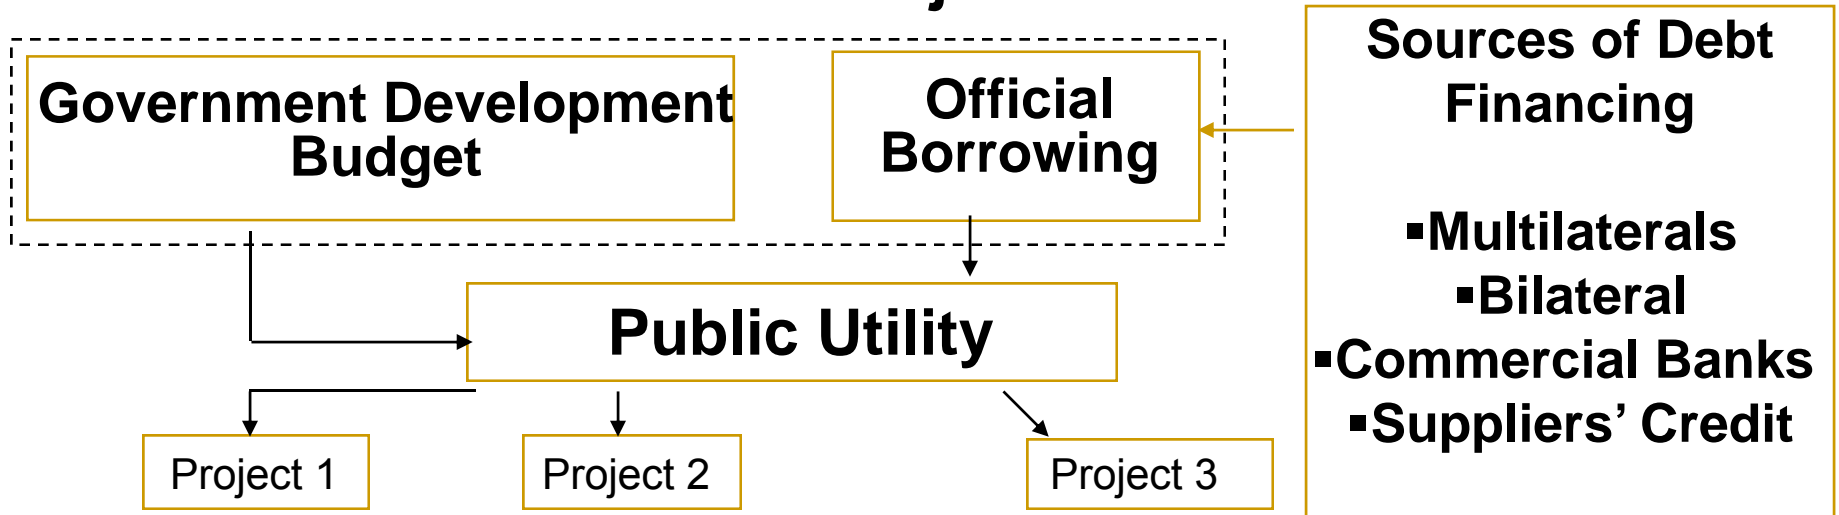 Government Development
Budget
Official
Borrowing
Sources of Debt
Financing
▪Multilaterals
▪Bilateral
▪Commercial Banks
▪Suppliers’ Credit
Public Utility
Project 1
Project 2
Project 3